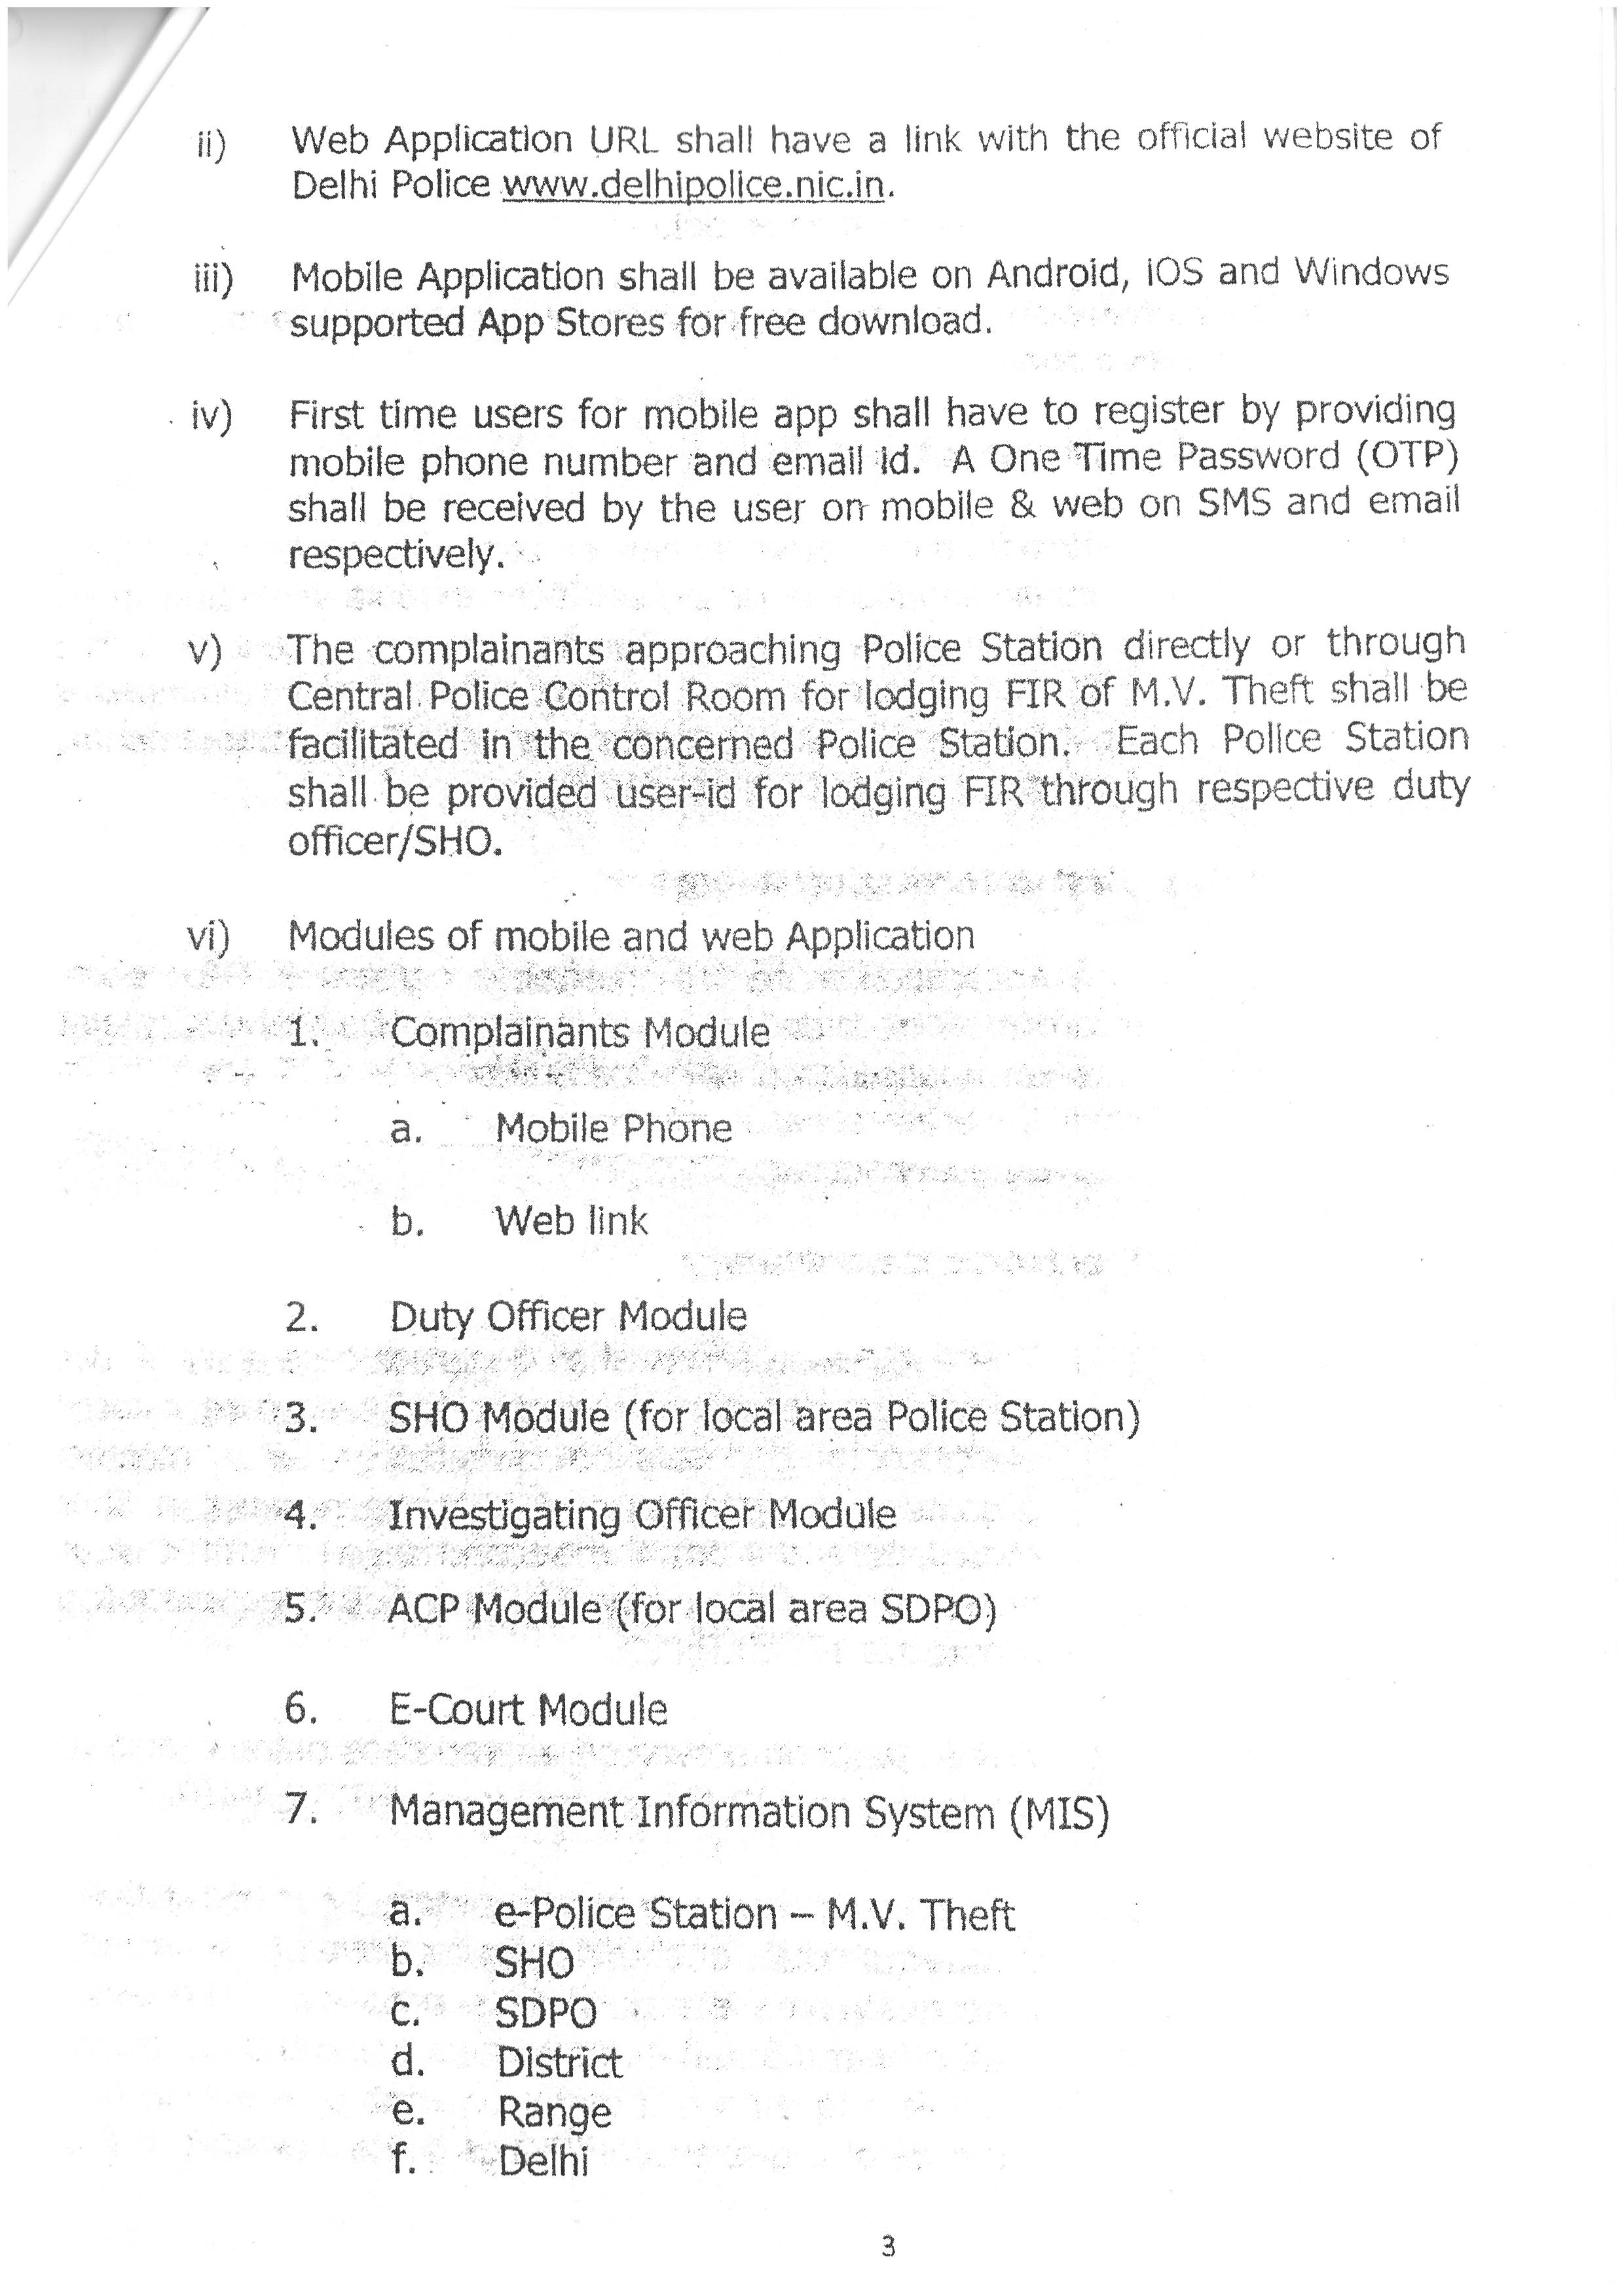 ii) Web Application URL shall have a link with the official website of
Delhi Police www.delhipolice.nic.in.
iii) Mobile Application shall be available on Android, iOS and Windows
supported App Stores for free download.
iv) First time users for mobile app shall have to register by providing
mobile phone number and email id. A One Time Password (OTP)
shall be received by the user on mobile & web on SMS and email
respectively.
v) The complainants approaching Police Station directly or through
Central Police Control Room for lodging FIR of M.V. Theft shall be
facilitated in the concerned Police Station. Each Police Station
shall be provided user-id for lodging FIR through respective duty
officer/SHO.
vi) Modules of mobile and web Application
1. Complainants Module
a. Mobile Phone
b. Web link
2. Duty Officer Module
3. SHO Module (for local area Police Station)
4. Investigating Officer Module
5. ACP Module (for local area SDPO)
6. E-Court Module
7. Management Information System (MIS)
a. e-Police Station – M.V. Theft
b. SHO
c. SDPO
d. District
e. Range
f. Delhi
3